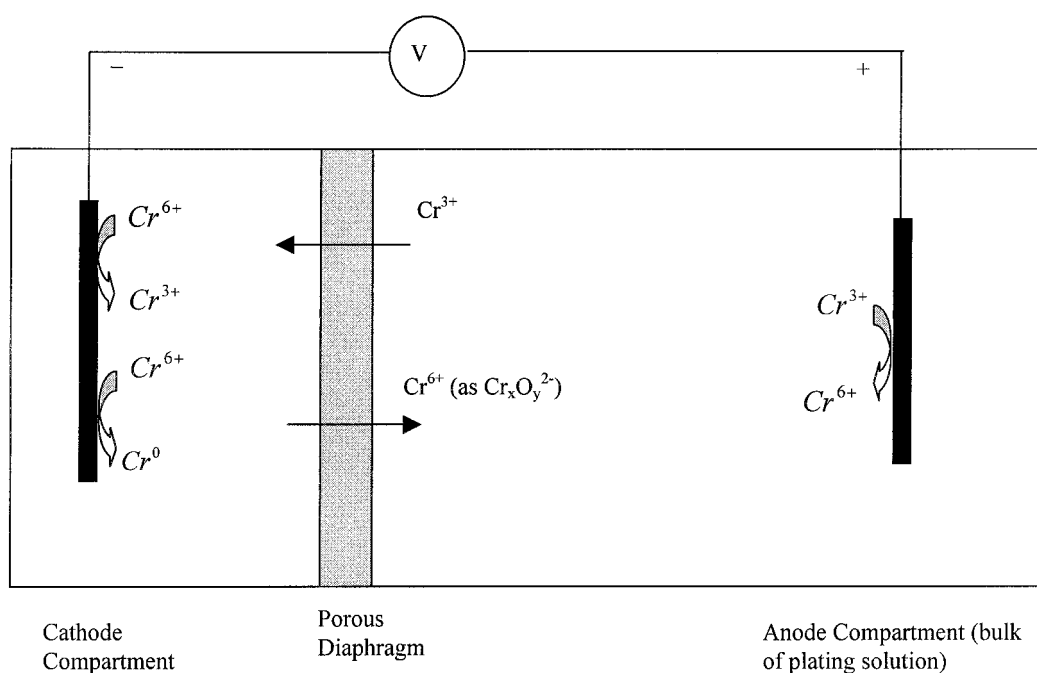 V
−
+
Cr³⁺
Cr⁶⁺
Cr³⁺
Cr⁶⁺
Cr⁰
Cr⁶⁺ (as CrₓOᵧ²⁻)
Cr³⁺
Cr⁶⁺
Cathode
Compartment
Porous
Diaphragm
Anode Compartment (bulk
of plating solution)